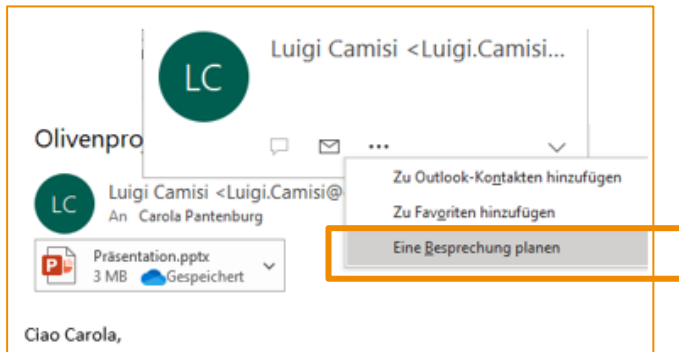 Luigi Camisi <Luigi.Camisi...
LC
Olivenpro
...
Zu Outlook-Kontakten hinzufügen
Zu Favoriten hinzufügen
Eine Besprechung planen
LC
Luigi Camisi <Luigi.Camisi@
An Carola Pantenburg
P
Präsentation.pptx
3 MB Gespeichert
Ciao Carola,